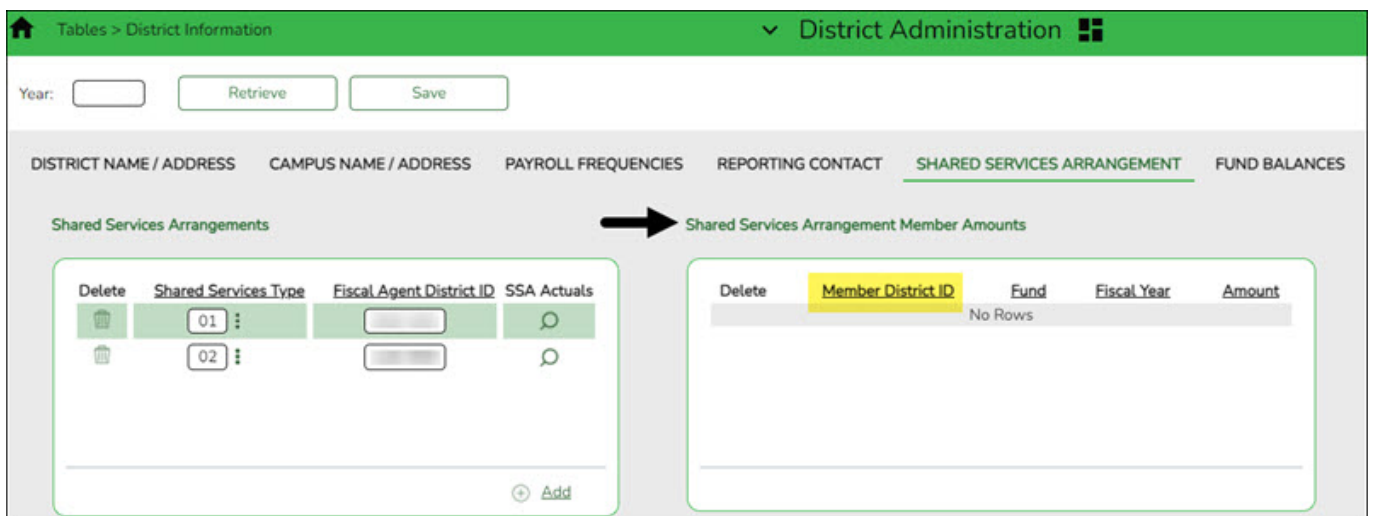 Tables > District Information
District Administration
Year: Retrieve Save
DISTRICT NAME / ADDRESS CAMPUS NAME / ADDRESS PAYROLL FREQUENCIES REPORTING CONTACT SHARED SERVICES ARRANGEMENT FUND BALANCES
Shared Services Arrangements
Delete Shared Services Type Fiscal Agent District ID SSA Actuals
01
02
Add
Shared Services Arrangement Member Amounts
Delete Member District ID Fund Fiscal Year Amount
No Rows